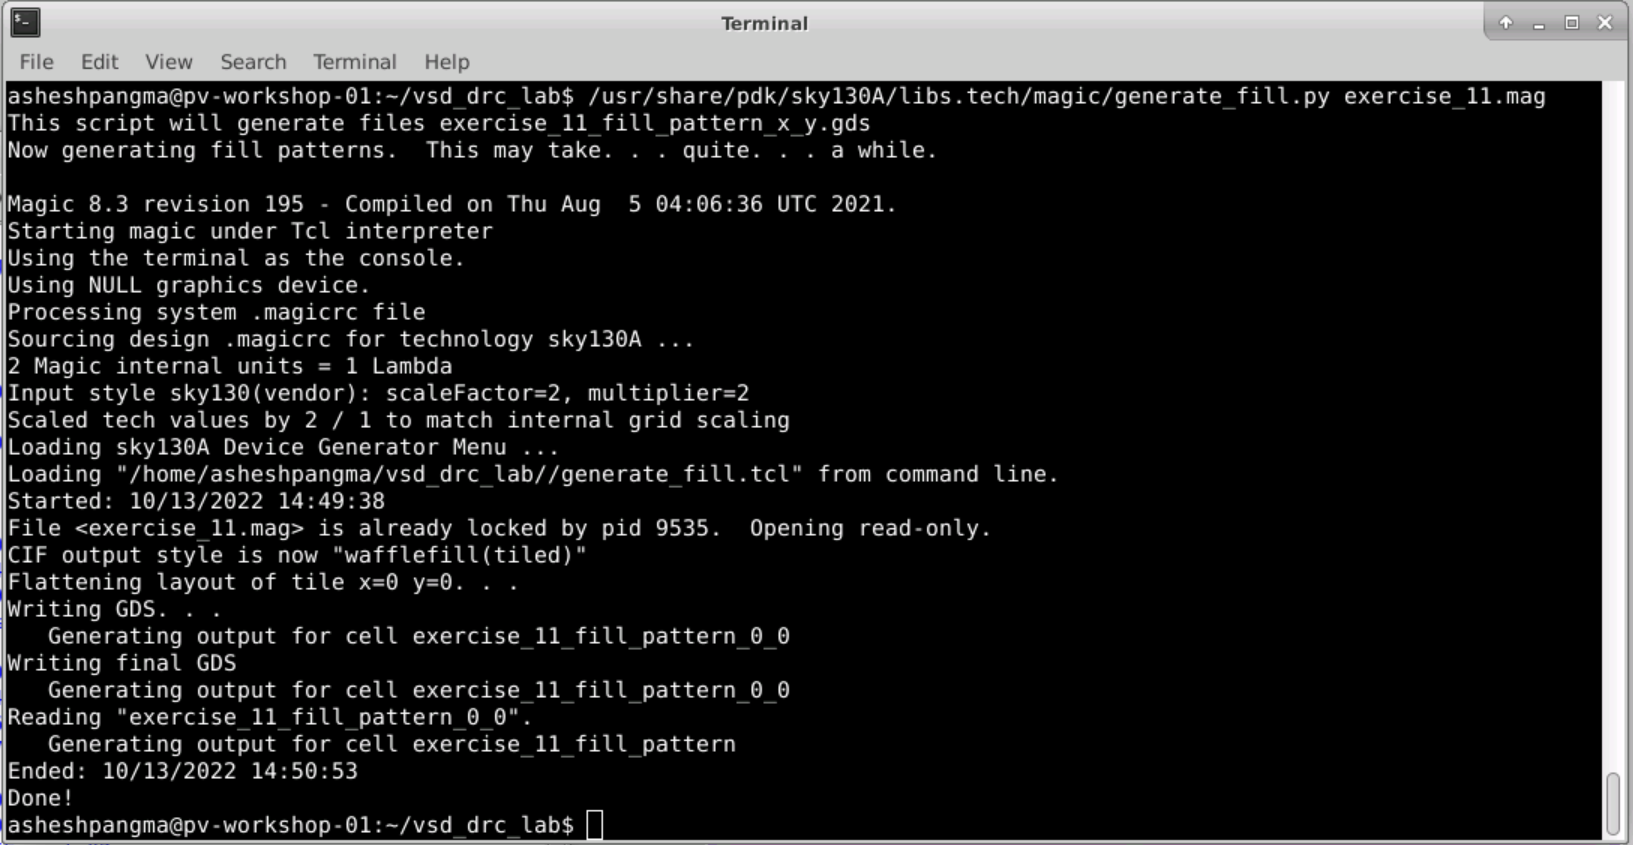 Terminal
File Edit View Search Terminal Help
asheshpangma@pv-workshop-01:~/vsd_drc_lab$ /usr/share/pdk/sky130A/libs.tech/magic/generate_fill.py exercise_11.mag
This script will generate files exercise_11_fill_pattern_x_y.gds
Now generating fill patterns.  This may take. . . quite. . . a while.

Magic 8.3 revision 195 - Compiled on Thu Aug  5 04:06:36 UTC 2021.
Starting magic under Tcl interpreter
Using the terminal as the console.
Using NULL graphics device.
Processing system .magicrc file
Sourcing design .magicrc for technology sky130A ...
2 Magic internal units = 1 Lambda
Input style sky130(vendor): scaleFactor=2, multiplier=2
Scaled tech values by 2 / 1 to match internal grid scaling
Loading sky130A Device Generator Menu ...
Loading "/home/asheshpangma/vsd_drc_lab//generate_fill.tcl" from command line.
Started: 10/13/2022 14:49:38
File <exercise_11.mag> is already locked by pid 9535.  Opening read-only.
CIF output style is now "wafflefill(tiled)"
Flattening layout of tile x=0 y=0. . .
Writing GDS. . .
   Generating output for cell exercise_11_fill_pattern_0_0
Writing final GDS
   Generating output for cell exercise_11_fill_pattern_0_0
Reading "exercise_11_fill_pattern_0_0".
   Generating output for cell exercise_11_fill_pattern
Ended: 10/13/2022 14:50:53
Done!
asheshpangma@pv-workshop-01:~/vsd_drc_lab$